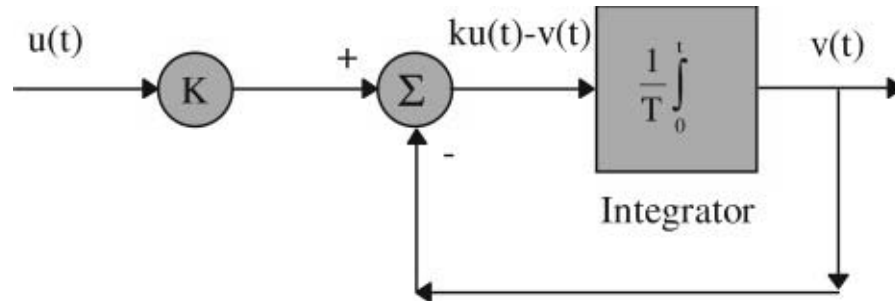 u(t)
K
+
Σ
-
ku(t)-v(t)
1
T
∫
t
0
Integrator
v(t)